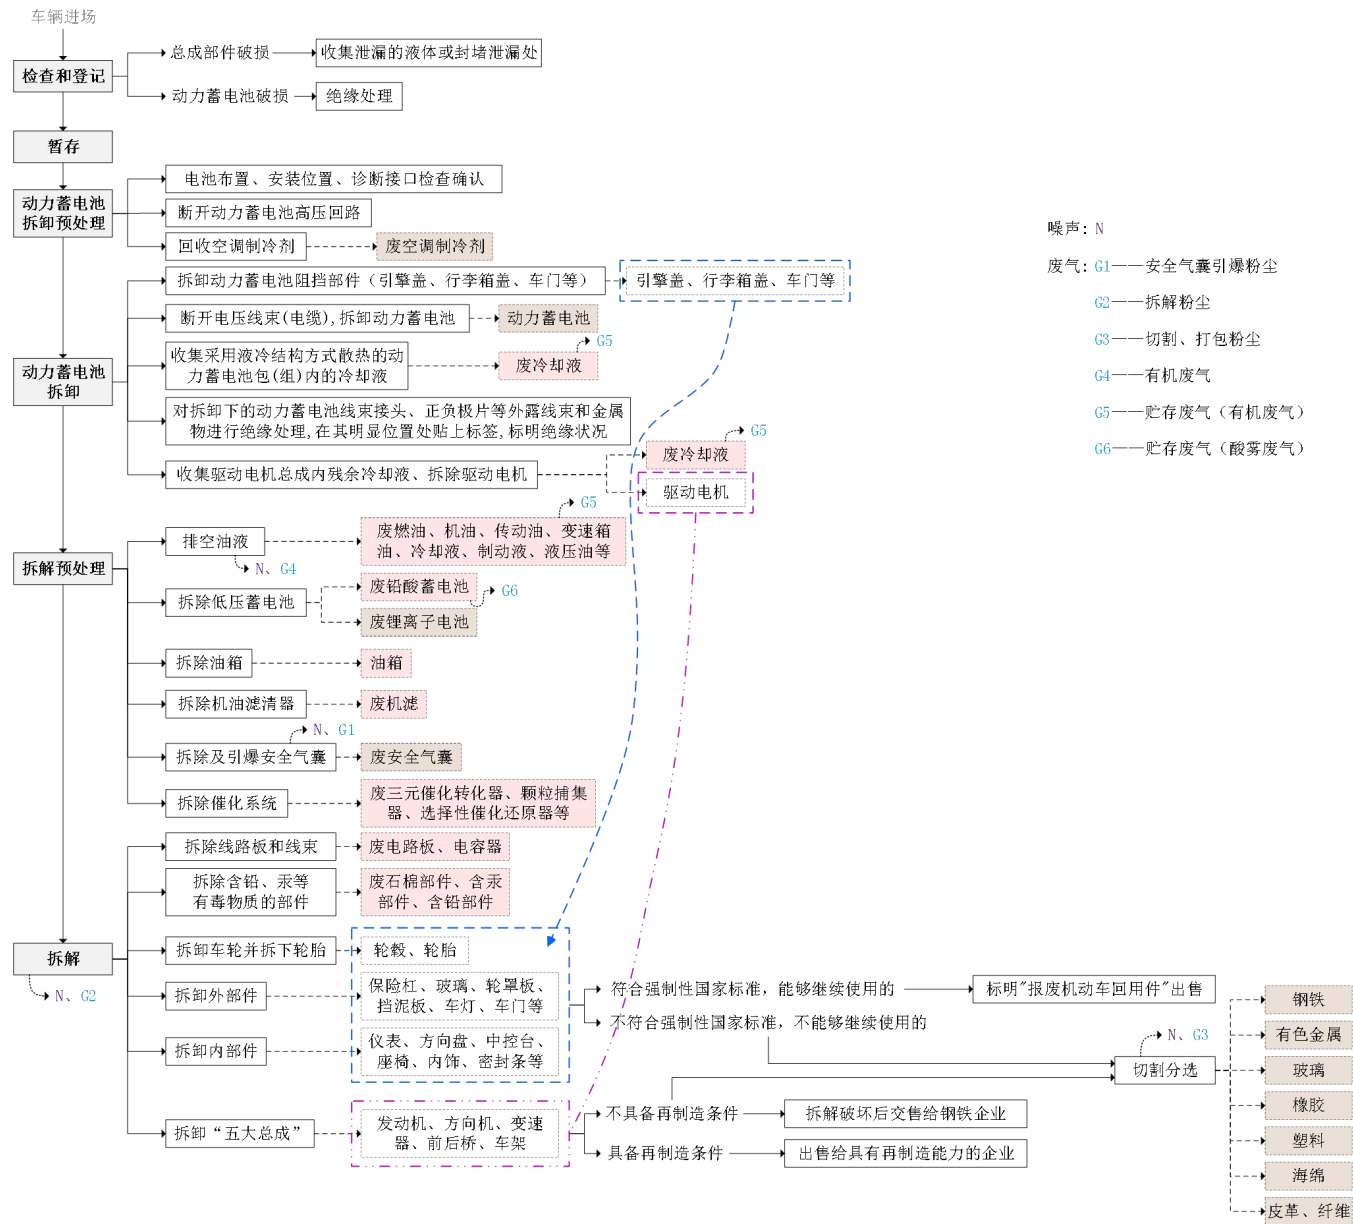 车辆进场
检查和登记
总成部件破损
收集泄漏的液体或封堵泄漏处
动力蓄电池破损
绝缘处理
暂存
动力蓄电池
拆卸预处理
电池布置、安装位置、诊断接口检查确认
断开动力蓄电池高压回路
回收空调制冷剂
废空调制冷剂
噪声: N
废气: G1——安全气囊引爆粉尘
G2——拆解粉尘
G3——切割、打包粉尘
G4——有机废气
G5——贮存废气（有机废气）
G6——贮存废气（酸雾废气）
动力蓄电池
拆卸
拆卸动力蓄电池阻挡部件（引擎盖、行李箱盖、车门等）
引擎盖、行李箱盖、车门等
断开电压线束(电缆),拆卸动力蓄电池
动力蓄电池
收集采用液冷结构方式散热的动
力蓄电池包(组)内的冷却液
废冷却液
G5
对拆卸下的动力蓄电池线束接头、正负极片等外露线束和金属
物进行绝缘处理,在其明显位置处贴上标签,标明绝缘状况
收集驱动电机总成内残余冷却液、拆除驱动电机
废冷却液
G5
驱动电机
拆解预处理
排空油液
N、G4
废燃油、机油、传动油、变速箱
油、冷却液、制动液、液压油等
G5
拆除低压蓄电池
废铅酸蓄电池
G6
废锂离子电池
拆除油箱
油箱
拆除机油滤清器
废机滤
N、G1
拆除及引爆安全气囊
废安全气囊
拆除催化系统
废三元催化转化器、颗粒捕集
器、选择性催化还原器等
拆解
N、G2
拆除线路板和线束
废电路板、电容器
拆除含铅、汞等
有毒物质的部件
废石棉部件、含汞
部件、含铅部件
拆卸车轮并拆下轮胎
轮毂、轮胎
拆卸外部件
保险杠、玻璃、轮罩板、
挡泥板、车灯、车门等
拆卸内部件
仪表、方向盘、中控台、
座椅、内饰、密封条等
符合强制性国家标准，能够继续使用的
标明"报废机动车回用件"出售
不符合强制性国家标准，不能够继续使用的
N、G3
切割分选
拆卸“五大总成”
发动机、方向机、变速
器、前后桥、车架
不具备再制造条件
拆解破坏后交售给钢铁企业
具备再制造条件
出售给具有再制造能力的企业
钢铁
有色金属
玻璃
橡胶
塑料
海绵
皮革、纤维